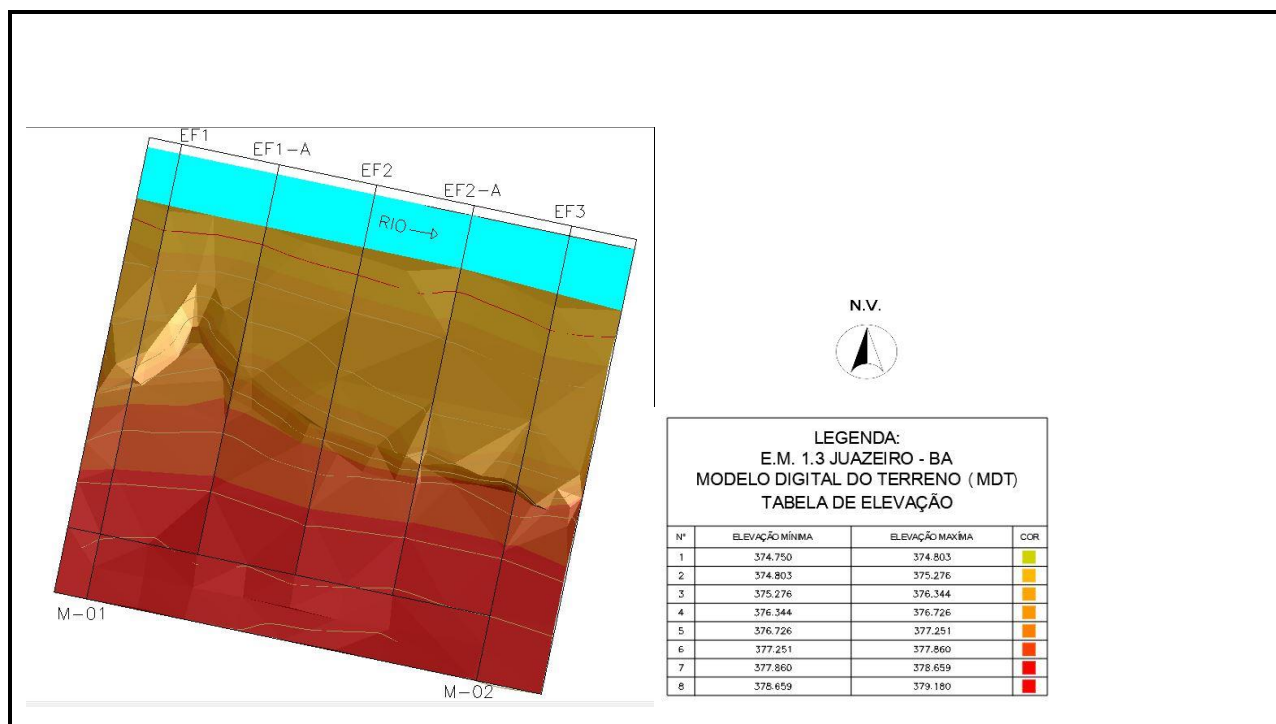 EF1
EF1-A
EF2
EF2-A
EF3
RIO
M-01
M-02
N.V.
LEGENDA:
E.M. 1.3 JUAZEIRO - BA
MODELO DIGITAL DO TERRENO ( MDT)
TABELA DE ELEVAÇÃO
N° ELEVAÇÃO MÍNIMA ELEVAÇÃO MAXÍMA COR
1 374.750 374.803
2 374.803 375.276
3 375.276 376.344
4 376.344 376.726
5 376.726 377.251
6 377.251 377.860
7 377.860 378.659
8 378.659 379.180